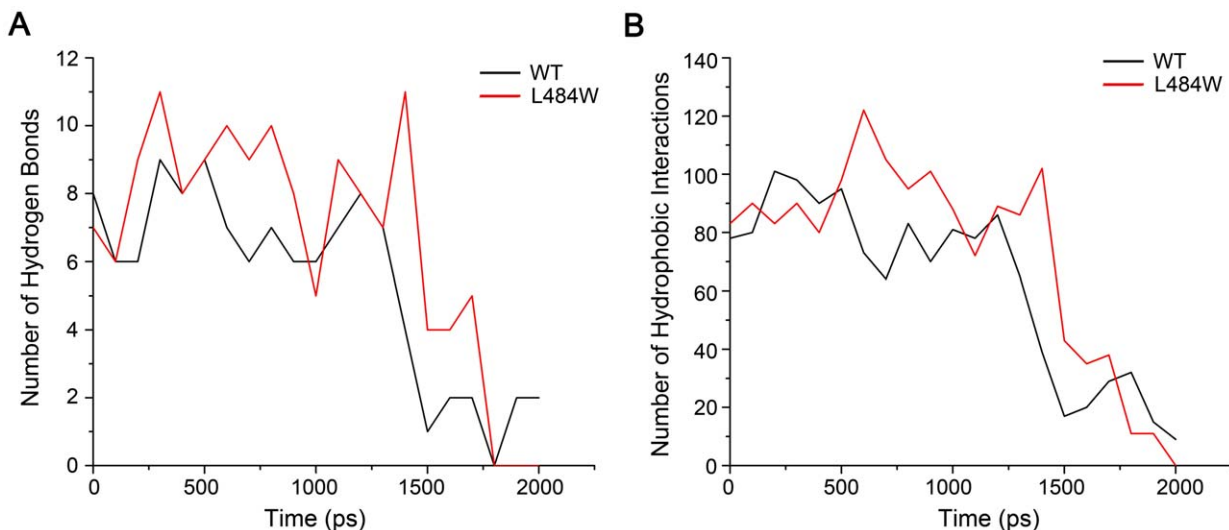 A
Number of Hydrogen Bonds
12
10
8
6
4
2
0
WT
L484W
0 500 1000 1500 2000
Time (ps)
B
Number of Hydrophobic Interactions
140
120
100
80
60
40
20
0
WT
L484W
0 500 1000 1500 2000
Time (ps)